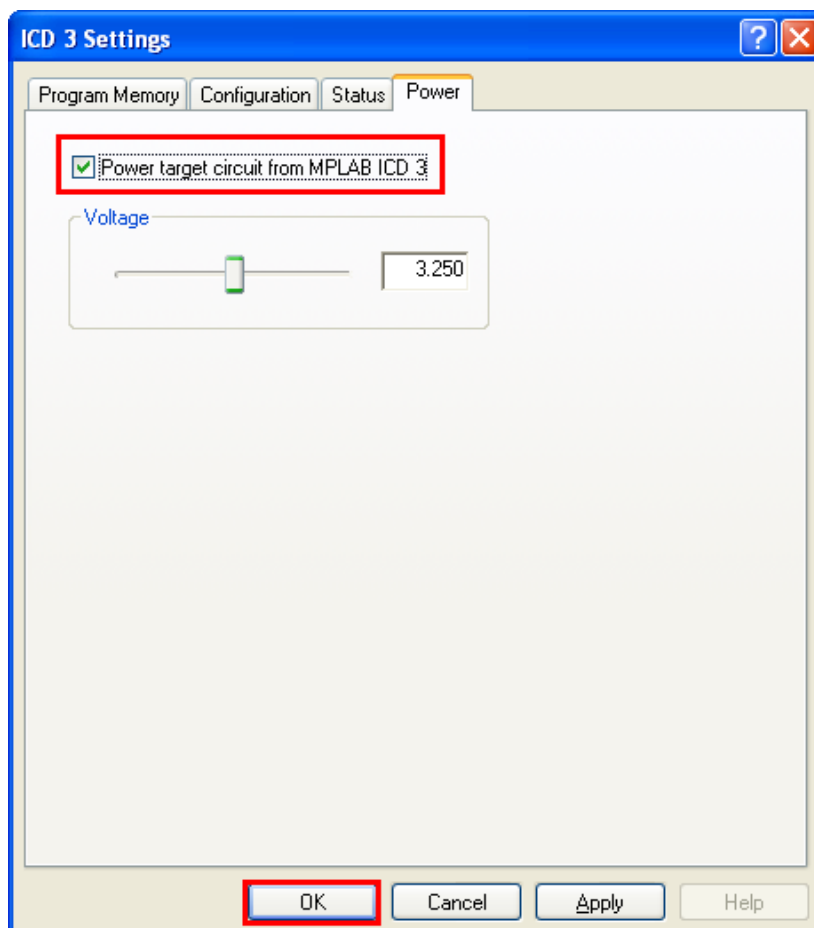 ICD 3 Settings
Program Memory Configuration Status Power
Power target circuit from MPLAB ICD 3
Voltage
3.250
OK Cancel Apply Help